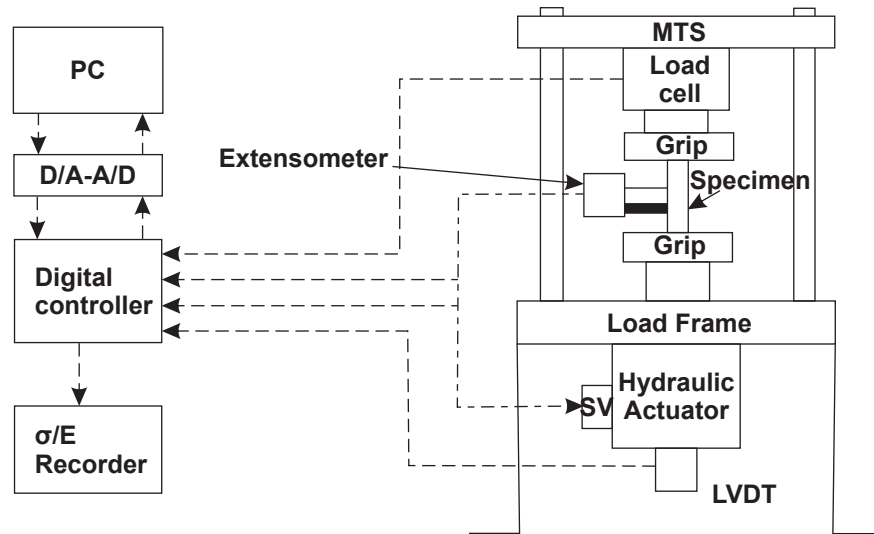 PC
D/A-A/D
Digital
controller
σ/E
Recorder
MTS
Load
cell
Grip
Extensometer
Specimen
Grip
Load Frame
Hydraulic
Actuator
SV
LVDT